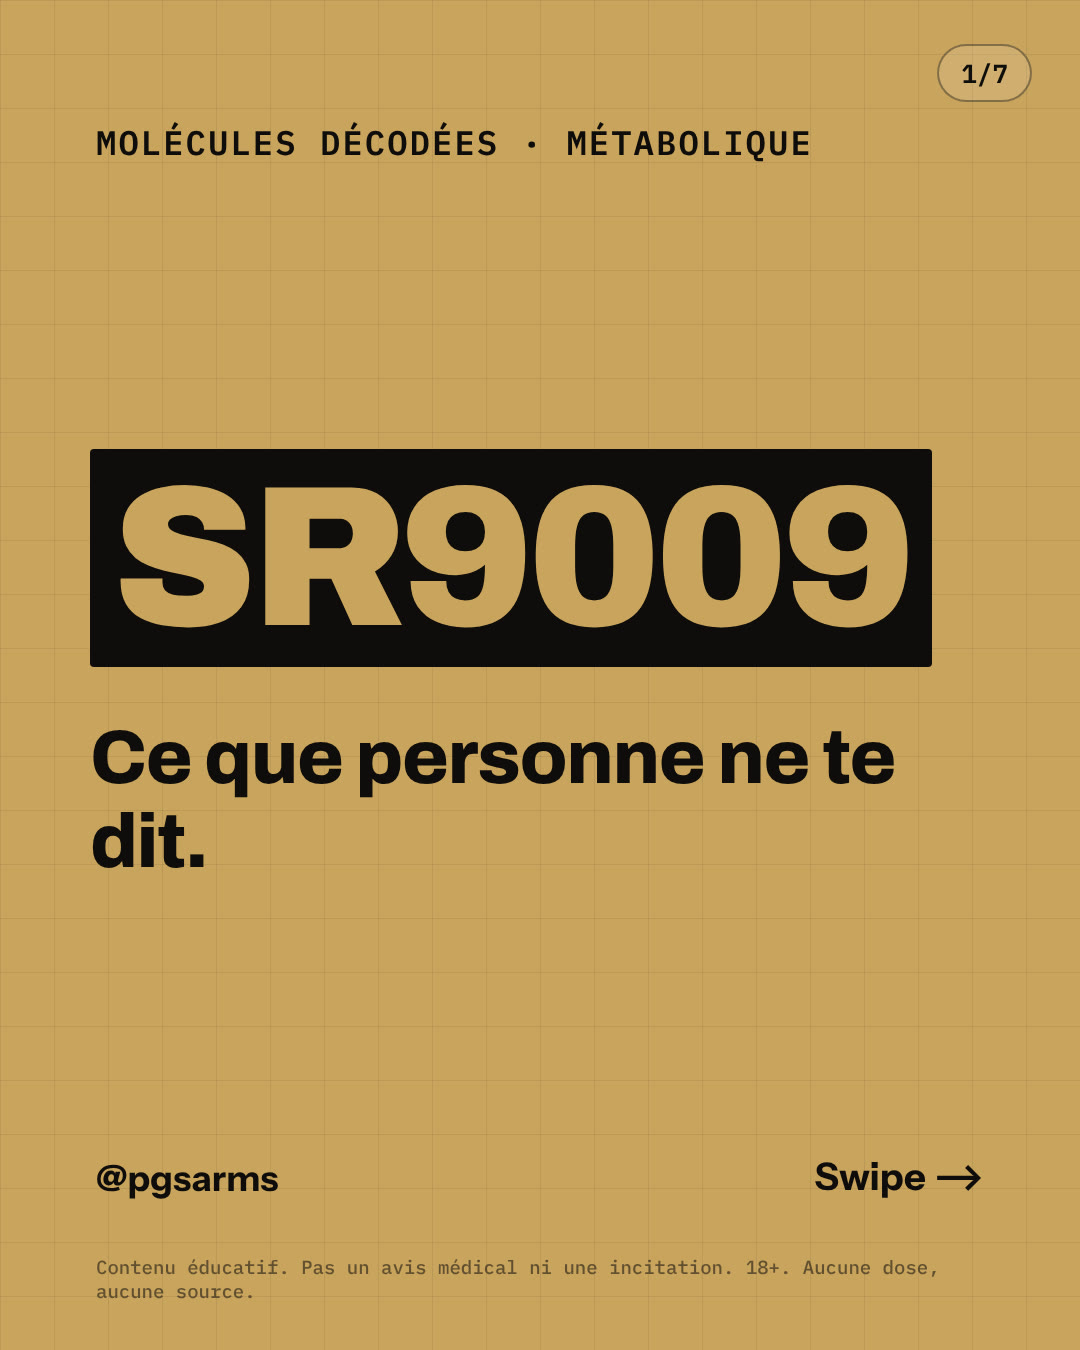 1/7
MOLÉCULES DÉCODÉES · MÉTABOLIQUE
SR9009
Ce que personne ne te
dit.
@pgsarms
Swipe →
Contenu éducatif. Pas un avis médical ni une incitation. 18+. Aucune dose,
aucune source.